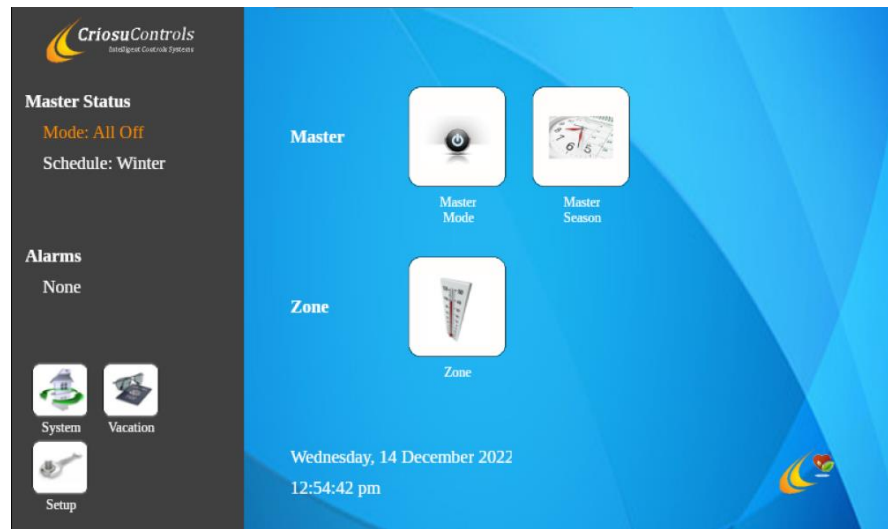 CriosuControls
Intelligent Controls Systems
Master Status
Mode: All Off
Schedule: Winter
Alarms
None
System
Vacation
Setup
Master
Master
Mode
Master
Season
Zone
Zone
Wednesday, 14 December 2022
12:54:42 pm